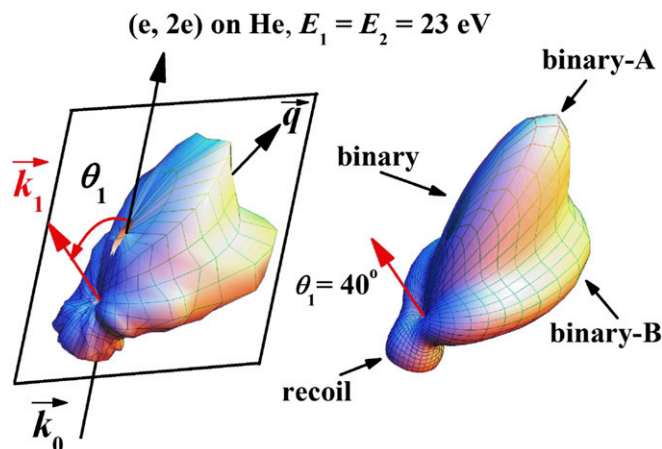 (e, 2e) on He, E₁ = E₂ = 23 eV
binary-A
q
binary
k₁
θ₁
θ₁ = 40°
binary-B
recoil
k₀